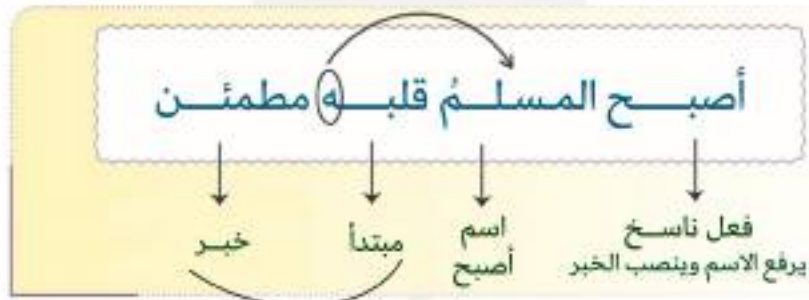 أصبح المسلمُ قلبه مطمئن
فعل ناسخ
يرفع الاسم وينصب الخبر
اسم
أصبح
مبتدأ
خبر